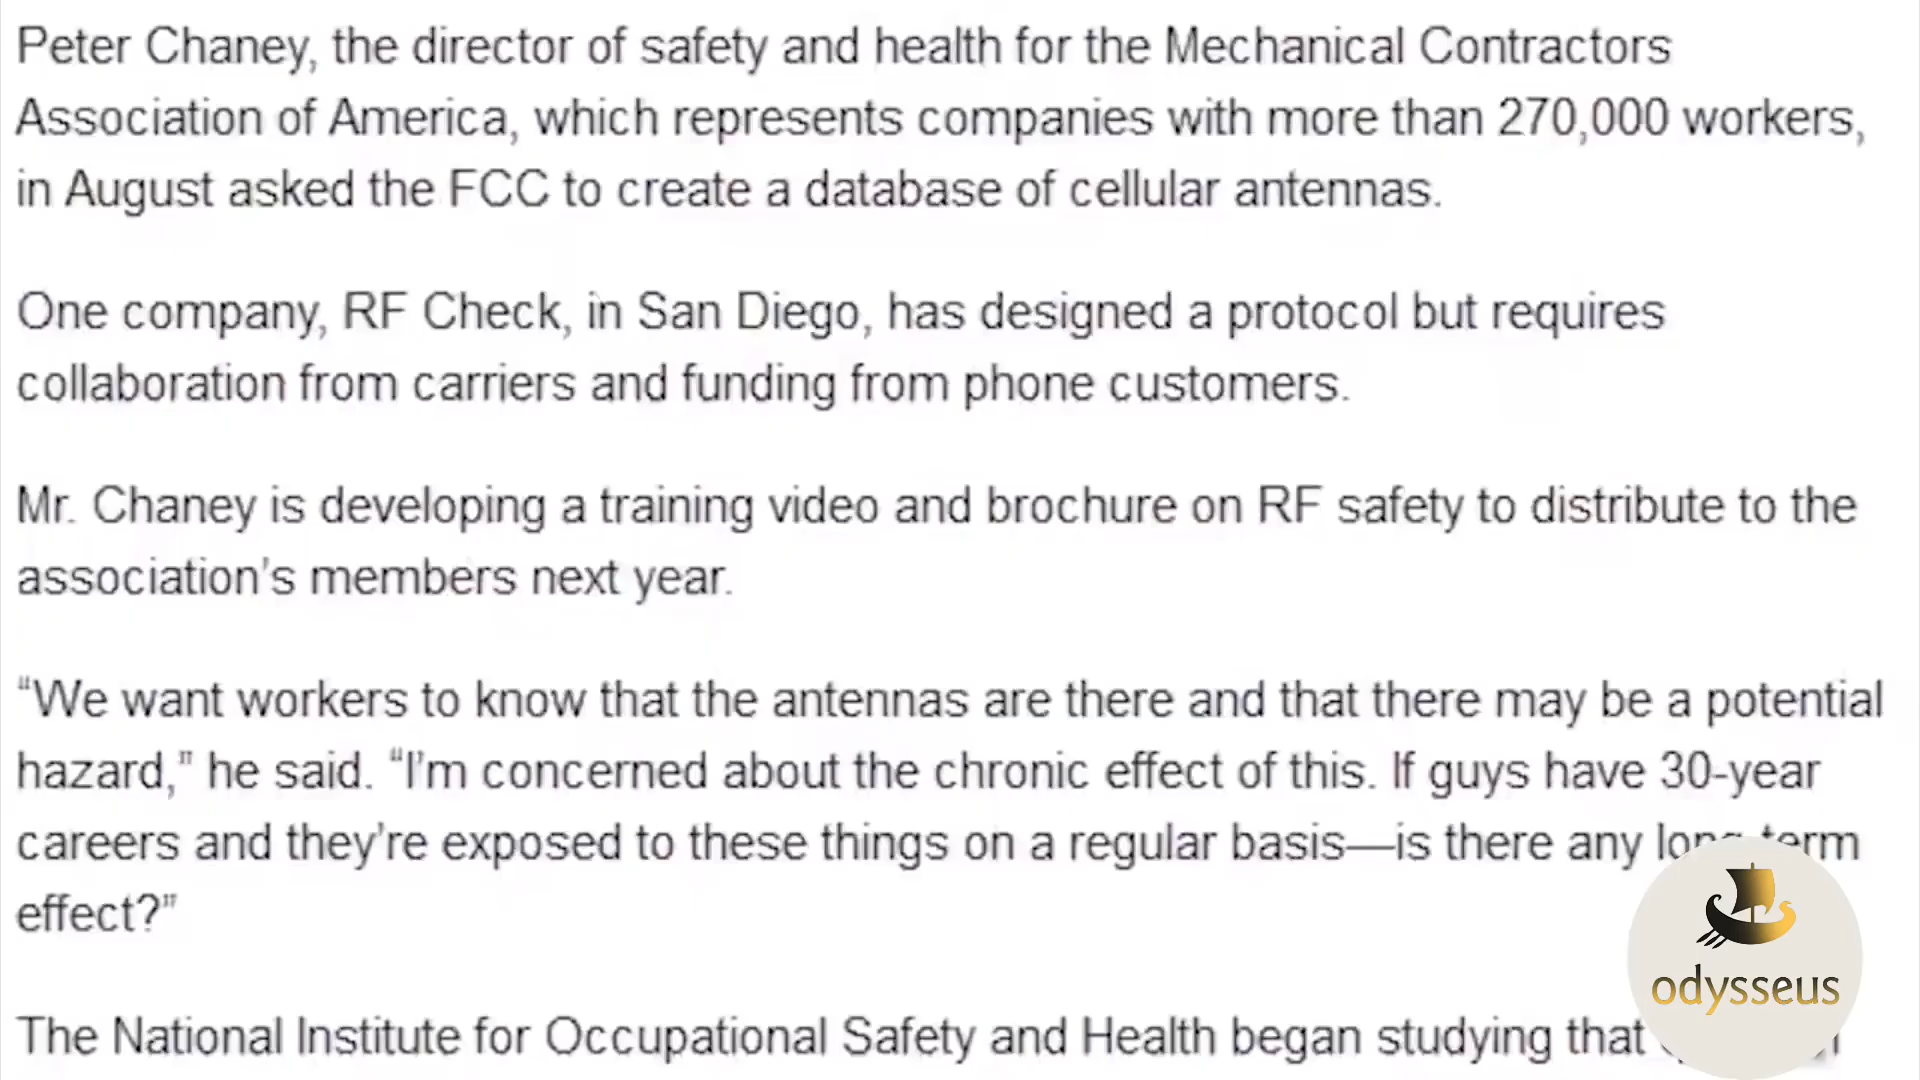 Peter Chaney, the director of safety and health for the Mechanical Contractors
Association of America, which represents companies with more than 270,000 workers,
in August asked the FCC to create a database of cellular antennas.
One company, RF Check, in San Diego, has designed a protocol but requires
collaboration from carriers and funding from phone customers.
Mr. Chaney is developing a training video and brochure on RF safety to distribute to the
association's members next year.
“We want workers to know that the antennas are there and that there may be a potential
hazard,” he said. “I'm concerned about the chronic effect of this. If guys have 30-year
careers and they're exposed to these things on a regular basis—is there any long-term
effect?”
The National Institute for Occupational Safety and Health began studying that
odysseus